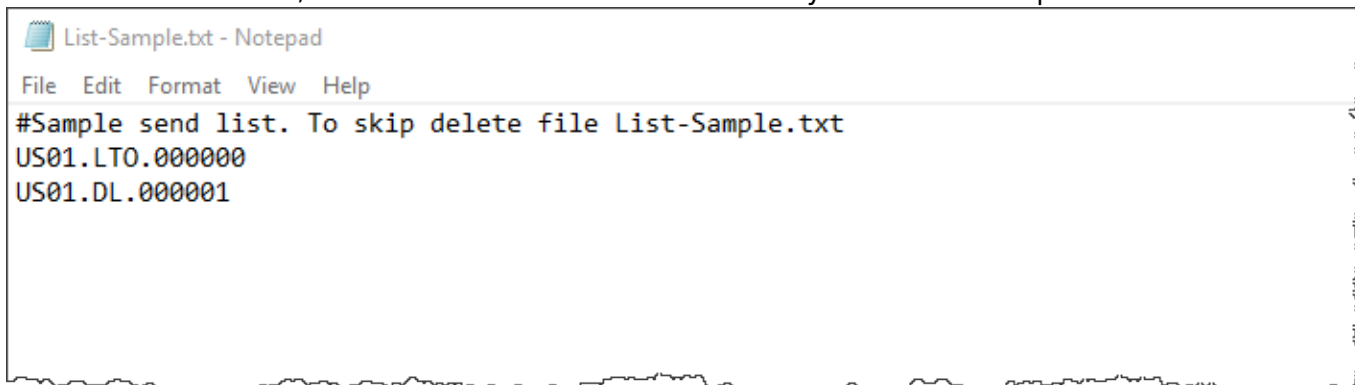 List-Sample.txt - Notepad
File Edit Format View Help
#Sample send list. To skip delete file List-Sample.txt
US01.LTO.000000
US01.DL.000001